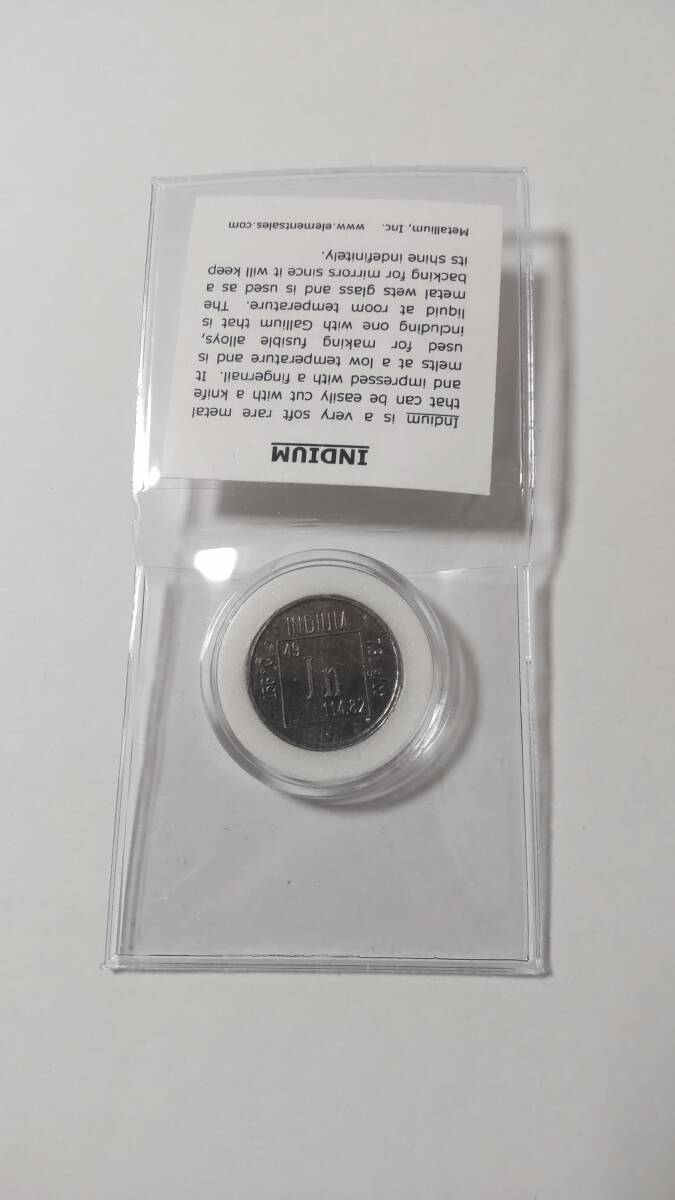 INDIUM
Indium is a very soft rare metal
that can be easily cut with a knife
and impressed with a fingernail. It
melts at a low temperature and is
used for making fusible alloys,
including one with Gallium that is
liquid at room temperature. The
metal wets glass and is used as a
backing for mirrors since it will keep
its shine indefinitely.
Metallium, Inc. www.elementsales.com
INDIUM
49
In
114.82
156°C